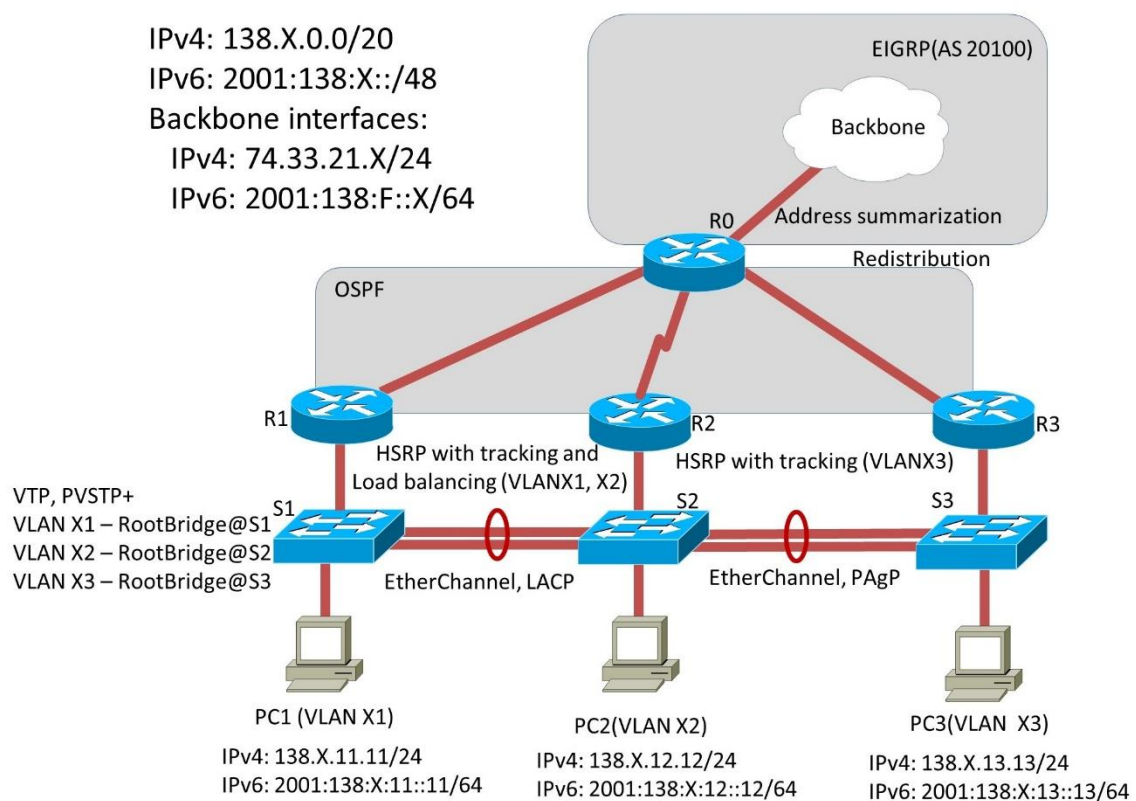 IPv4: 138.X.0.0/20
IPv6: 2001:138:X::/48
Backbone interfaces:
IPv4: 74.33.21.X/24
IPv6: 2001:138:F::X/64
EIGRP(AS 20100)
Backbone
Address summarization
R0
Redistribution
OSPF
R1
R2
R3
HSRP with tracking and
Load balancing (VLANX1, X2)
HSRP with tracking (VLANX3)
VTP, PVSTP+
VLAN X1 – RootBridge@S1
VLAN X2 – RootBridge@S2
VLAN X3 – RootBridge@S3
S1
S2
S3
EtherChannel, LACP
EtherChannel, PAgP
PC1 (VLAN X1)
IPv4: 138.X.11.11/24
IPv6: 2001:138:X:11::11/64
PC2(VLAN X2)
IPv4: 138.X.12.12/24
IPv6: 2001:138:X:12::12/64
PC3(VLAN X3)
IPv4: 138.X.13.13/24
IPv6: 2001:138:X:13::13/64